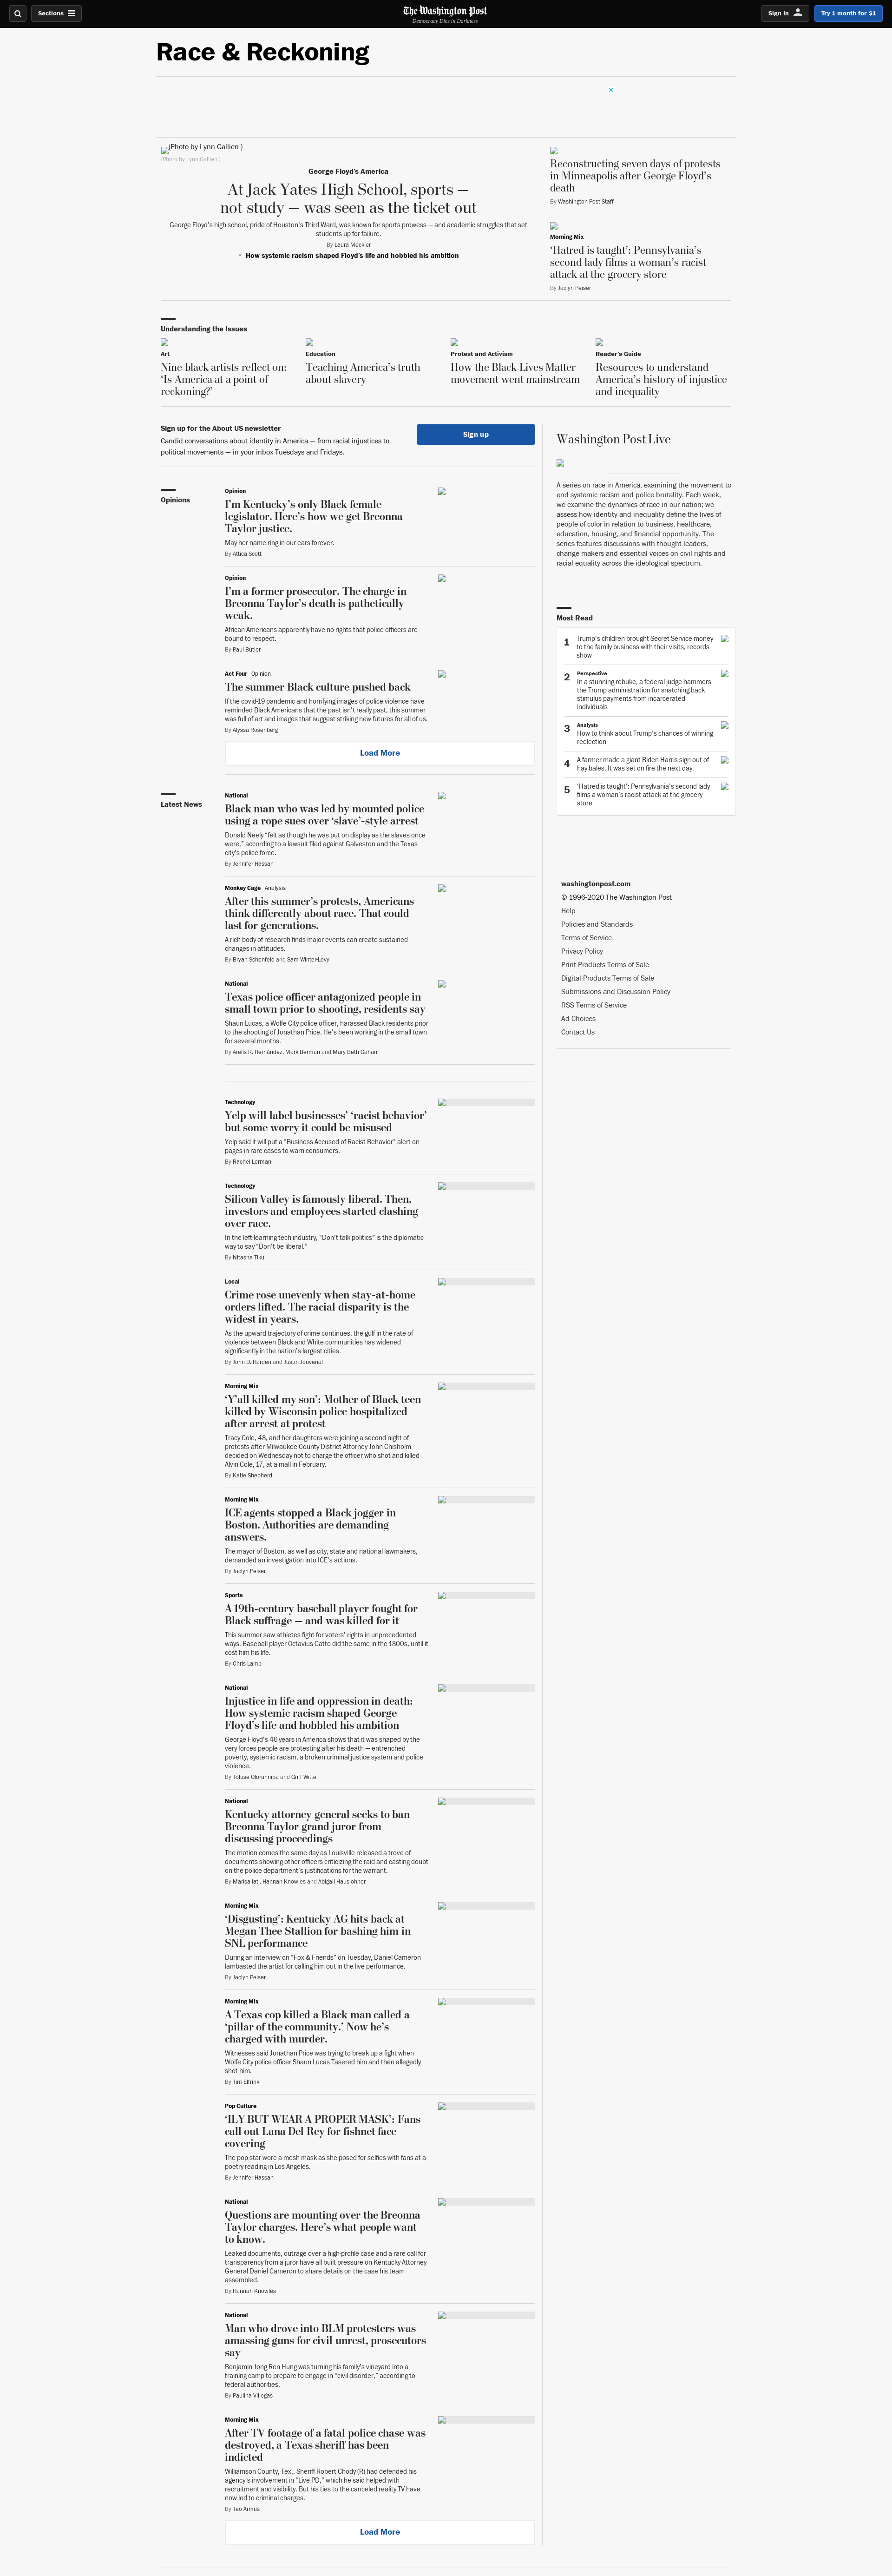 Sections
The Washington Post
Democracy Dies in Darkness
Sign In
Try 1 month for $1
Race & Reckoning
(Photo by Lynn Gallien )
(Photo by Lynn Gallien )
George Floyd's America
At Jack Yates High School, sports —
not study — was seen as the ticket out
George Floyd's high school, pride of Houston's Third Ward, was known for sports prowess — and academic struggles that set
students up for failure.
By Laura Meckler
• How systemic racism shaped Floyd's life and hobbled his ambition
Reconstructing seven days of protests
in Minneapolis after George Floyd's
death
By Washington Post Staff
Morning Mix
‘Hatred is taught’: Pennsylvania's
second lady films a woman's racist
attack at the grocery store
By Jaclyn Peiser
Understanding the Issues
Art
Nine black artists reflect on:
‘Is America at a point of
reckoning?’
Education
Teaching America's truth
about slavery
Protest and Activism
How the Black Lives Matter
movement went mainstream
Reader's Guide
Resources to understand
America's history of injustice
and inequality
Sign up for the About US newsletter
Candid conversations about identity in America — from racial injustices to
political movements — in your inbox Tuesdays and Fridays.
Sign up
Opinions
Opinion
I'm Kentucky's only Black female
legislator. Here's how we get Breonna
Taylor justice.
May her name ring in our ears forever.
By Attica Scott
Opinion
I'm a former prosecutor. The charge in
Breonna Taylor's death is pathetically
weak.
African Americans apparently have no rights that police officers are
bound to respect.
By Paul Butler
Act Four Opinion
The summer Black culture pushed back
If the covid-19 pandemic and horrifying images of police violence have
reminded Black Americans that the past isn't really past, this summer
was full of art and images that suggest striking new futures for all of us.
By Alyssa Rosenberg
Load More
Latest News
National
Black man who was led by mounted police
using a rope sues over ‘slave’-style arrest
Donald Neely “felt as though he was put on display as the slaves once
were,” according to a lawsuit filed against Galveston and the Texas
city's police force.
By Jennifer Hassan
Monkey Cage Analysis
After this summer's protests, Americans
think differently about race. That could
last for generations.
A rich body of research finds major events can create sustained
changes in attitudes.
By Bryan Schonfeld and Sam Winter-Levy
National
Texas police officer antagonized people in
small town prior to shooting, residents say
Shaun Lucas, a Wolfe City police officer, harassed Black residents prior
to the shooting of Jonathan Price. He's been working in the small town
for several months.
By Arelis R. Hernández, Mark Berman and Mary Beth Gahan
Technology
Yelp will label businesses' ‘racist behavior’
but some worry it could be misused
Yelp said it will put a "Business Accused of Racist Behavior" alert on
pages in rare cases to warn consumers.
By Rachel Lerman
Technology
Silicon Valley is famously liberal. Then,
investors and employees started clashing
over race.
In the left-learning tech industry, “Don't talk politics” is the diplomatic
way to say “Don't be liberal.”
By Nitasha Tiku
Local
Crime rose unevenly when stay-at-home
orders lifted. The racial disparity is the
widest in years.
As the upward trajectory of crime continues, the gulf in the rate of
violence between Black and White communities has widened
significantly in the nation's largest cities.
By John D. Harden and Justin Jouvenal
Morning Mix
‘Y'all killed my son’: Mother of Black teen
killed by Wisconsin police hospitalized
after arrest at protest
Tracy Cole, 48, and her daughters were joining a second night of
protests after Milwaukee County District Attorney John Chisholm
decided on Wednesday not to charge the officer who shot and killed
Alvin Cole, 17, at a mall in February.
By Katie Shepherd
Morning Mix
ICE agents stopped a Black jogger in
Boston. Authorities are demanding
answers.
The mayor of Boston, as well as city, state and national lawmakers,
demanded an investigation into ICE's actions.
By Jaclyn Peiser
Sports
A 19th-century baseball player fought for
Black suffrage — and was killed for it
This summer saw athletes fight for voters' rights in unprecedented
ways. Baseball player Octavius Catto did the same in the 1800s, until it
cost him his life.
By Chris Lamb
National
Injustice in life and oppression in death:
How systemic racism shaped George
Floyd's life and hobbled his ambition
George Floyd's 46 years in America shows that it was shaped by the
very forces people are protesting after his death — entrenched
poverty, systemic racism, a broken criminal justice system and police
violence.
By Toluse Olorunnipa and Griff Witte
National
Kentucky attorney general seeks to ban
Breonna Taylor grand juror from
discussing proceedings
The motion comes the same day as Louisville released a trove of
documents showing other officers criticizing the raid and casting doubt
on the police department's justifications for the warrant.
By Marisa Iati, Hannah Knowles and Abigail Hauslohner
Morning Mix
‘Disgusting’: Kentucky AG hits back at
Megan Thee Stallion for bashing him in
SNL performance
During an interview on “Fox & Friends” on Tuesday, Daniel Cameron
lambasted the artist for calling him out in the live performance.
By Jaclyn Peiser
Morning Mix
A Texas cop killed a Black man called a
‘pillar of the community.’ Now he's
charged with murder.
Witnesses said Jonathan Price was trying to break up a fight when
Wolfe City police officer Shaun Lucas Tasered him and then allegedly
shot him.
By Tim Elfrink
Pop Culture
‘ILY BUT WEAR A PROPER MASK’: Fans
call out Lana Del Rey for fishnet face
covering
The pop star wore a mesh mask as she posed for selfies with fans at a
poetry reading in Los Angeles.
By Jennifer Hassan
National
Questions are mounting over the Breonna
Taylor charges. Here's what people want
to know.
Leaked documents, outrage over a high-profile case and a rare call for
transparency from a juror have all built pressure on Kentucky Attorney
General Daniel Cameron to share details on the case his team
assembled.
By Hannah Knowles
National
Man who drove into BLM protesters was
amassing guns for civil unrest, prosecutors
say
Benjamin Jong Ren Hung was turning his family's vineyard into a
training camp to prepare to engage in “civil disorder,” according to
federal authorities.
By Paulina Villegas
Morning Mix
After TV footage of a fatal police chase was
destroyed, a Texas sheriff has been
indicted
Williamson County, Tex., Sheriff Robert Chody (R) had defended his
agency's involvement in “Live PD,” which he said helped with
recruitment and visibility. But his ties to the canceled reality TV have
now led to criminal charges.
By Teo Armus
Load More
Washington Post Live
A series on race in America, examining the movement to
end systemic racism and police brutality. Each week,
we examine the dynamics of race in our nation; we
assess how identity and inequality define the lives of
people of color in relation to business, healthcare,
education, housing, and financial opportunity. The
series features discussions with thought leaders,
change makers and essential voices on civil rights and
racial equality across the ideological spectrum.
Most Read
1
Trump's children brought Secret Service money
to the family business with their visits, records
show
2
Perspective
In a stunning rebuke, a federal judge hammers
the Trump administration for snatching back
stimulus payments from incarcerated
individuals
3
Analysis
How to think about Trump's chances of winning
reelection
4
A farmer made a giant Biden-Harris sign out of
hay bales. It was set on fire the next day.
5
‘Hatred is taught’: Pennsylvania's second lady
films a woman's racist attack at the grocery
store
washingtonpost.com
© 1996-2020 The Washington Post
Help
Policies and Standards
Terms of Service
Privacy Policy
Print Products Terms of Sale
Digital Products Terms of Sale
Submissions and Discussion Policy
RSS Terms of Service
Ad Choices
Contact Us